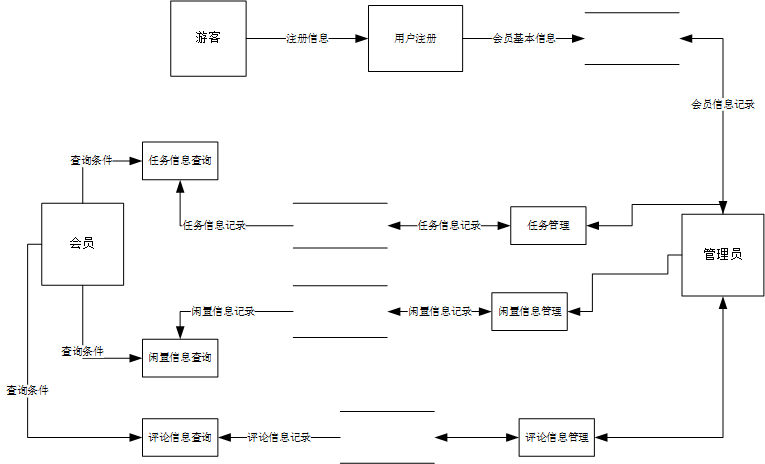 游客
注册信息
用户注册
会员基本信息
会员信息记录
查询条件
任务信息查询
任务信息记录
任务信息记录
任务管理
会员
管理员
闲置信息记录
闲置信息记录
闲置信息管理
查询条件
闲置信息查询
查询条件
评论信息查询
评论信息记录
评论信息管理